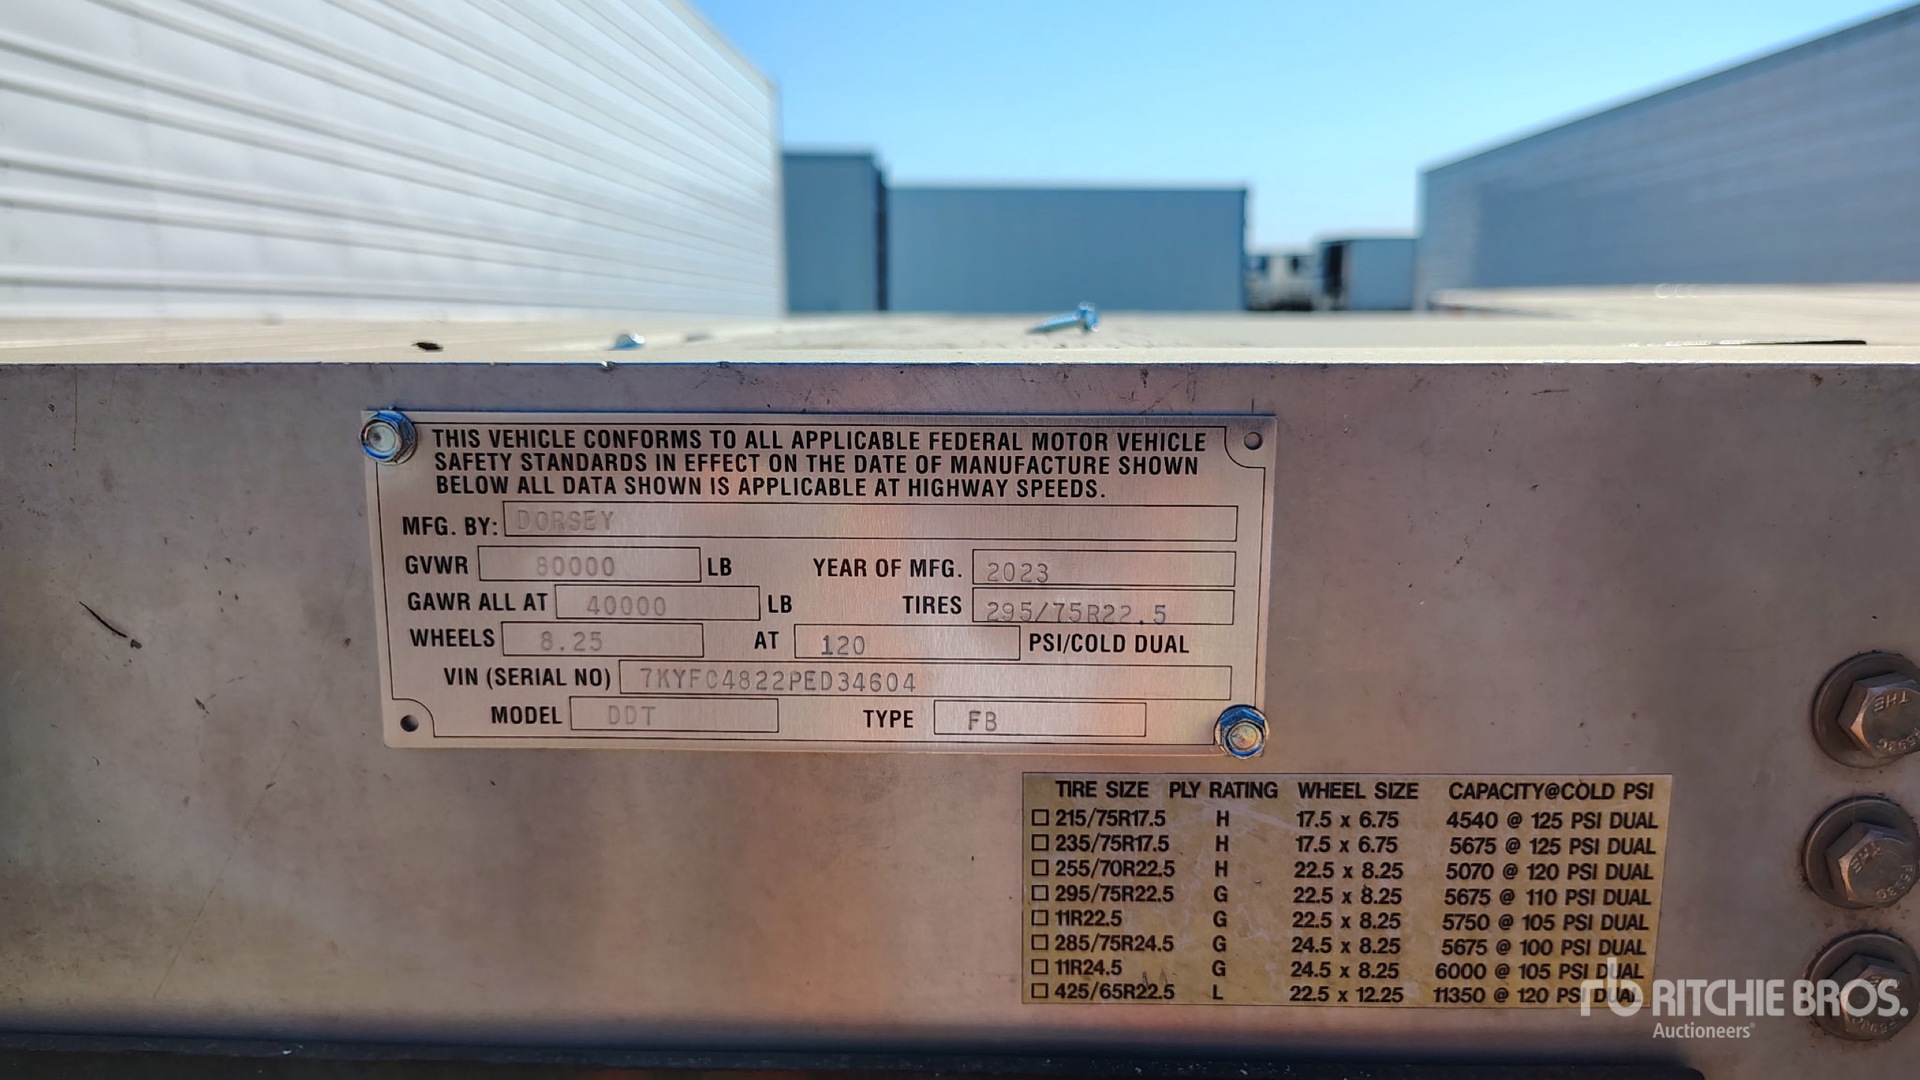 THIS VEHICLE CONFORMS TO ALL APPLICABLE FEDERAL MOTOR VEHICLE
SAFETY STANDARDS IN EFFECT ON THE DATE OF MANUFACTURE SHOWN
BELOW ALL DATA SHOWN IS APPLICABLE AT HIGHWAY SPEEDS.
MFG. BY: DORSEY
GVWR 80000 LB YEAR OF MFG. 2023
GAWR ALL AT 40000 LB TIRES 295/75R22.5
WHEELS 8.25 AT 120 PSI/COLD DUAL
VIN (SERIAL NO) 7KYFC4822PED34604
MODEL DDT TYPE FB
TIRE SIZE PLY RATING WHEEL SIZE CAPACITY@COLD PSI
215/75R17.5 H 17.5 x 6.75 4540 @ 125 PSI DUAL
235/75R17.5 H 17.5 x 6.75 5675 @ 125 PSI DUAL
255/70R22.5 H 22.5 x 8.25 5070 @ 120 PSI DUAL
295/75R22.5 G 22.5 x 8.25 5675 @ 110 PSI DUAL
11R22.5 G 22.5 x 8.25 5750 @ 105 PSI DUAL
285/75R24.5 G 24.5 x 8.25 5675 @ 100 PSI DUAL
11R24.5 G 24.5 x 8.25 6000 @ 105 PSI DUAL
425/65R22.5 L 22.5 x 12.25 11350 @ 120 PSI DUAL
rb RITCHIE BROS.
Auctioneers
THE
THE